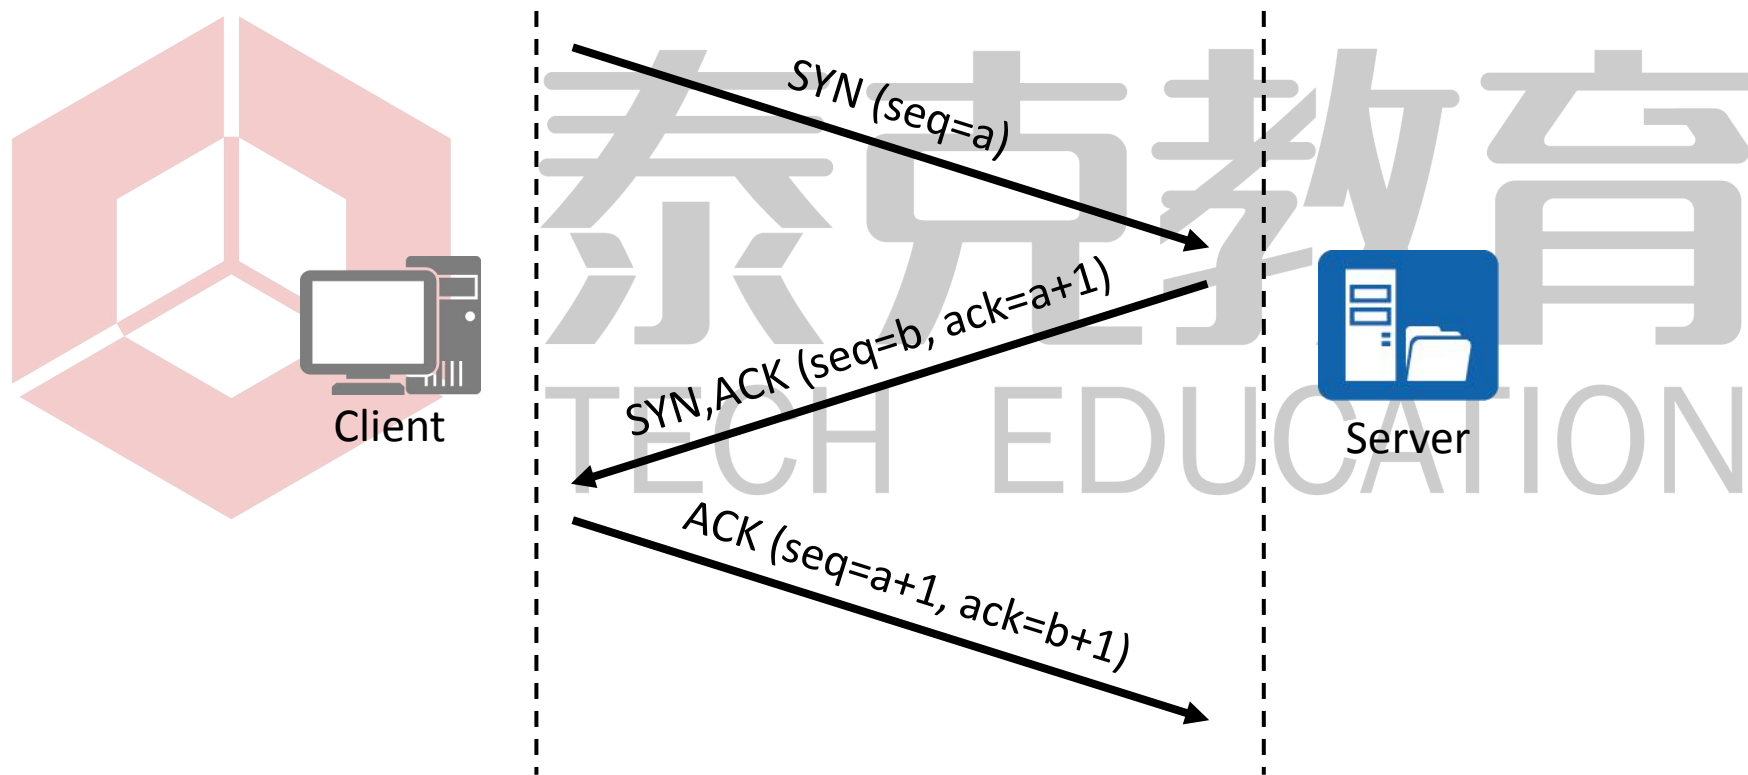 泰克教育
TECH EDUCATION
SYN (seq=a)
SYN,ACK (seq=b, ack=a+1)
Client
Server
ACK (seq=a+1, ack=b+1)